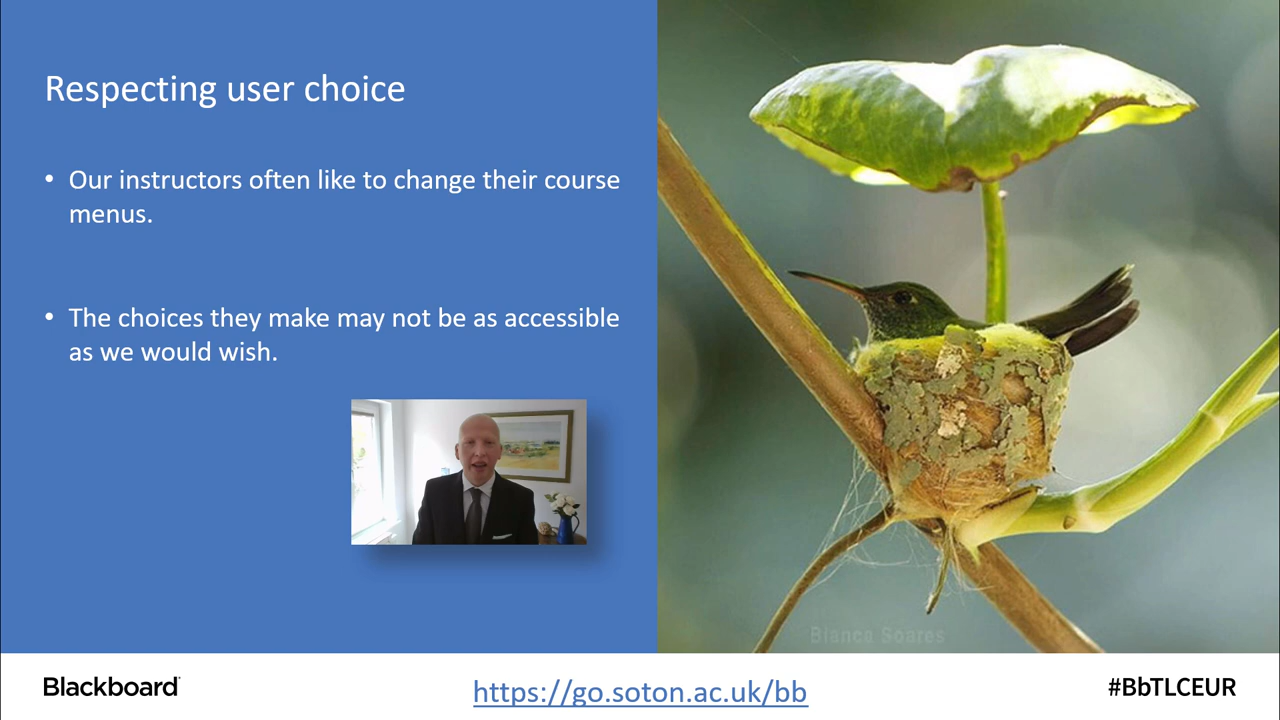 Respecting user choice
• Our instructors often like to change their course
menus.
• The choices they make may not be as accessible
as we would wish.
Bianca Soares
Blackboard
https://go.soton.ac.uk/bb
#BbTLCEUR